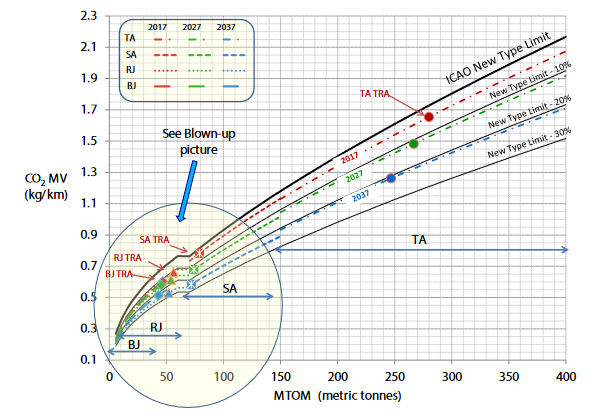 2.3
2.1
1.9
1.7
1.5
1.3
1.1
0.9
0.7
0.5
0.3
0.1
CO2 MV
(kg/km)
2017 2027 2037
TA
SA
RJ
BJ
See Blown-up
picture
ICAO New Type Limit
New Type Limit - 10%
New Type Limit - 20%
New Type Limit - 30%
TA TRA
2017
2027
2037
SA TRA
RJ TRA
BJ TRA
TA
SA
RJ
BJ
0 50 100 150 200 250 300 350 400
MTOM (metric tonnes)